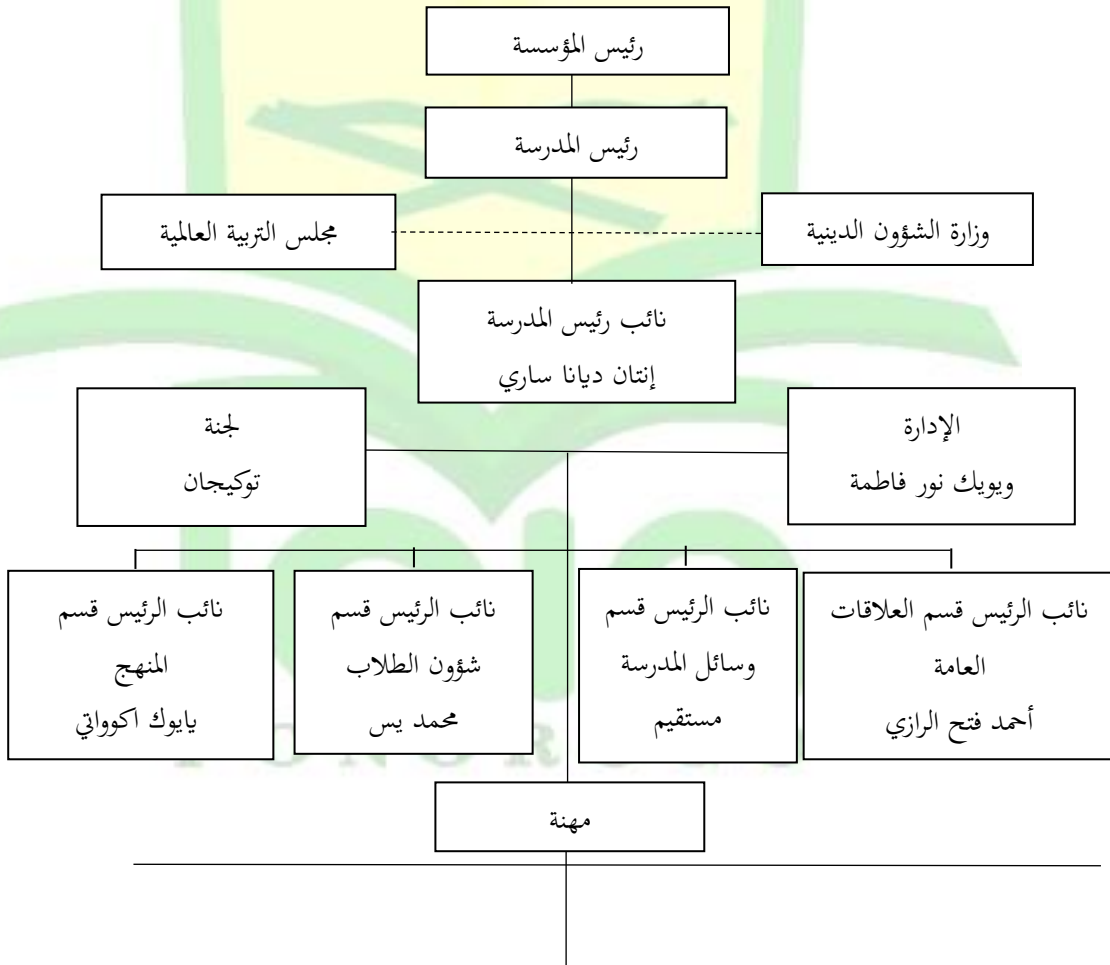 رئيس المؤسسة
رئيس المدرسة
وزارة الشؤون الدينية
مجلس التربية العالمية
نائب رئيس المدرسة
إنتان ديانا ساري
الإدارة
ويويك نور فاطمة
لجنة
توكيجان
نائب الرئيس قسم العلاقات
العامة
أحمد فتح الرازي
نائب الرئيس قسم
وسائل المدرسة
مستقيم
نائب الرئيس قسم
شؤون الطلاب
محمد يس
نائب الرئيس قسم
المنهج
يايوك اكوواتي
مهنة